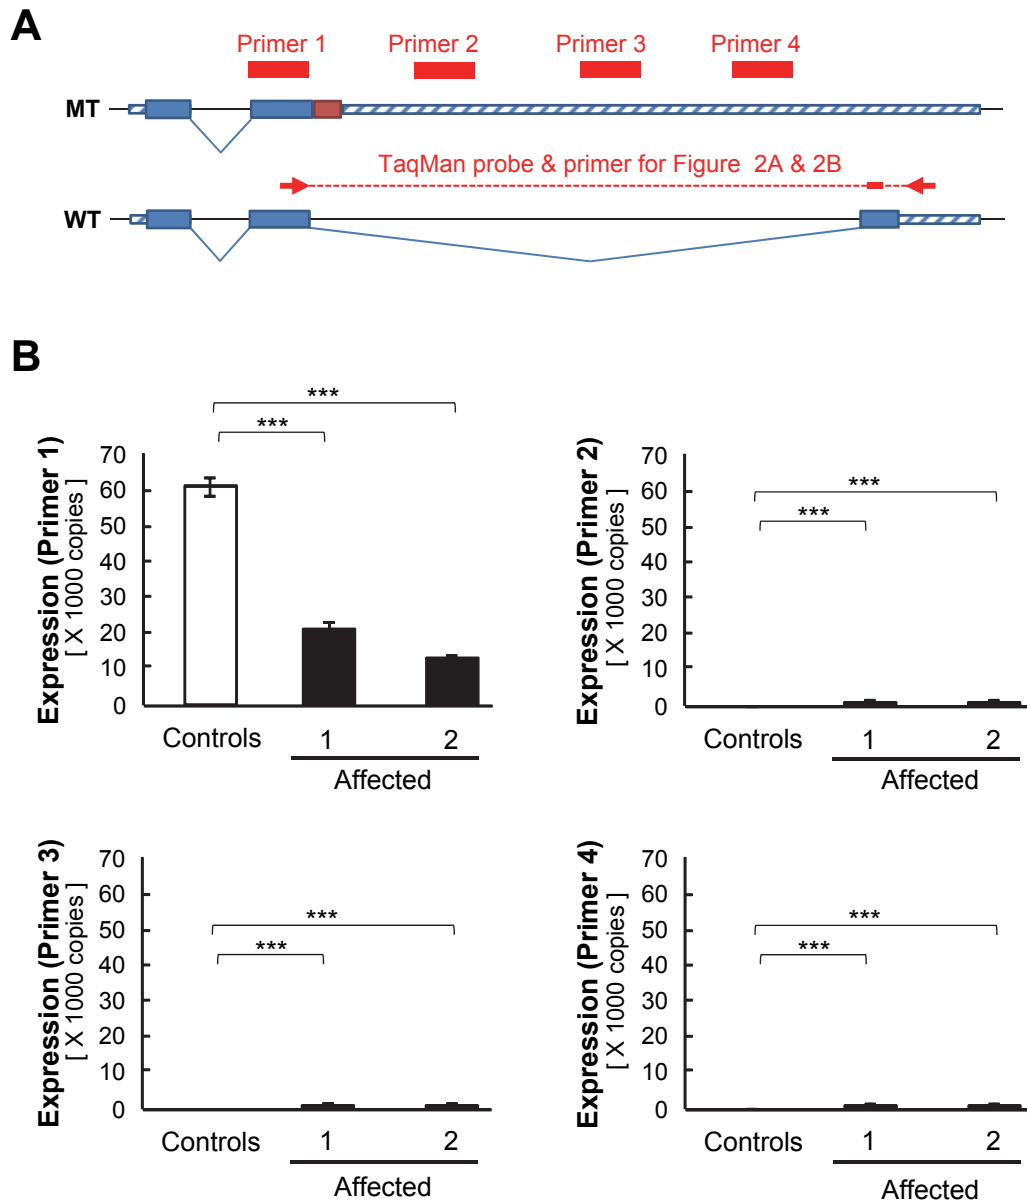 A
Primer 1 Primer 2 Primer 3 Primer 4
MT
TaqMan probe & primer for Figure 2A & 2B
WT
B
Expression (Primer 1)
[ X 1000 copies ]
70
60
50
40
30
20
10
0
***
***
Controls 1 2
Affected
Expression (Primer 2)
[ X 1000 copies ]
70
60
50
40
30
20
10
0
***
***
Controls 1 2
Affected
Expression (Primer 3)
[ X 1000 copies ]
70
60
50
40
30
20
10
0
***
***
Controls 1 2
Affected
Expression (Primer 4)
[ X 1000 copies ]
70
60
50
40
30
20
10
0
***
***
Controls 1 2
Affected